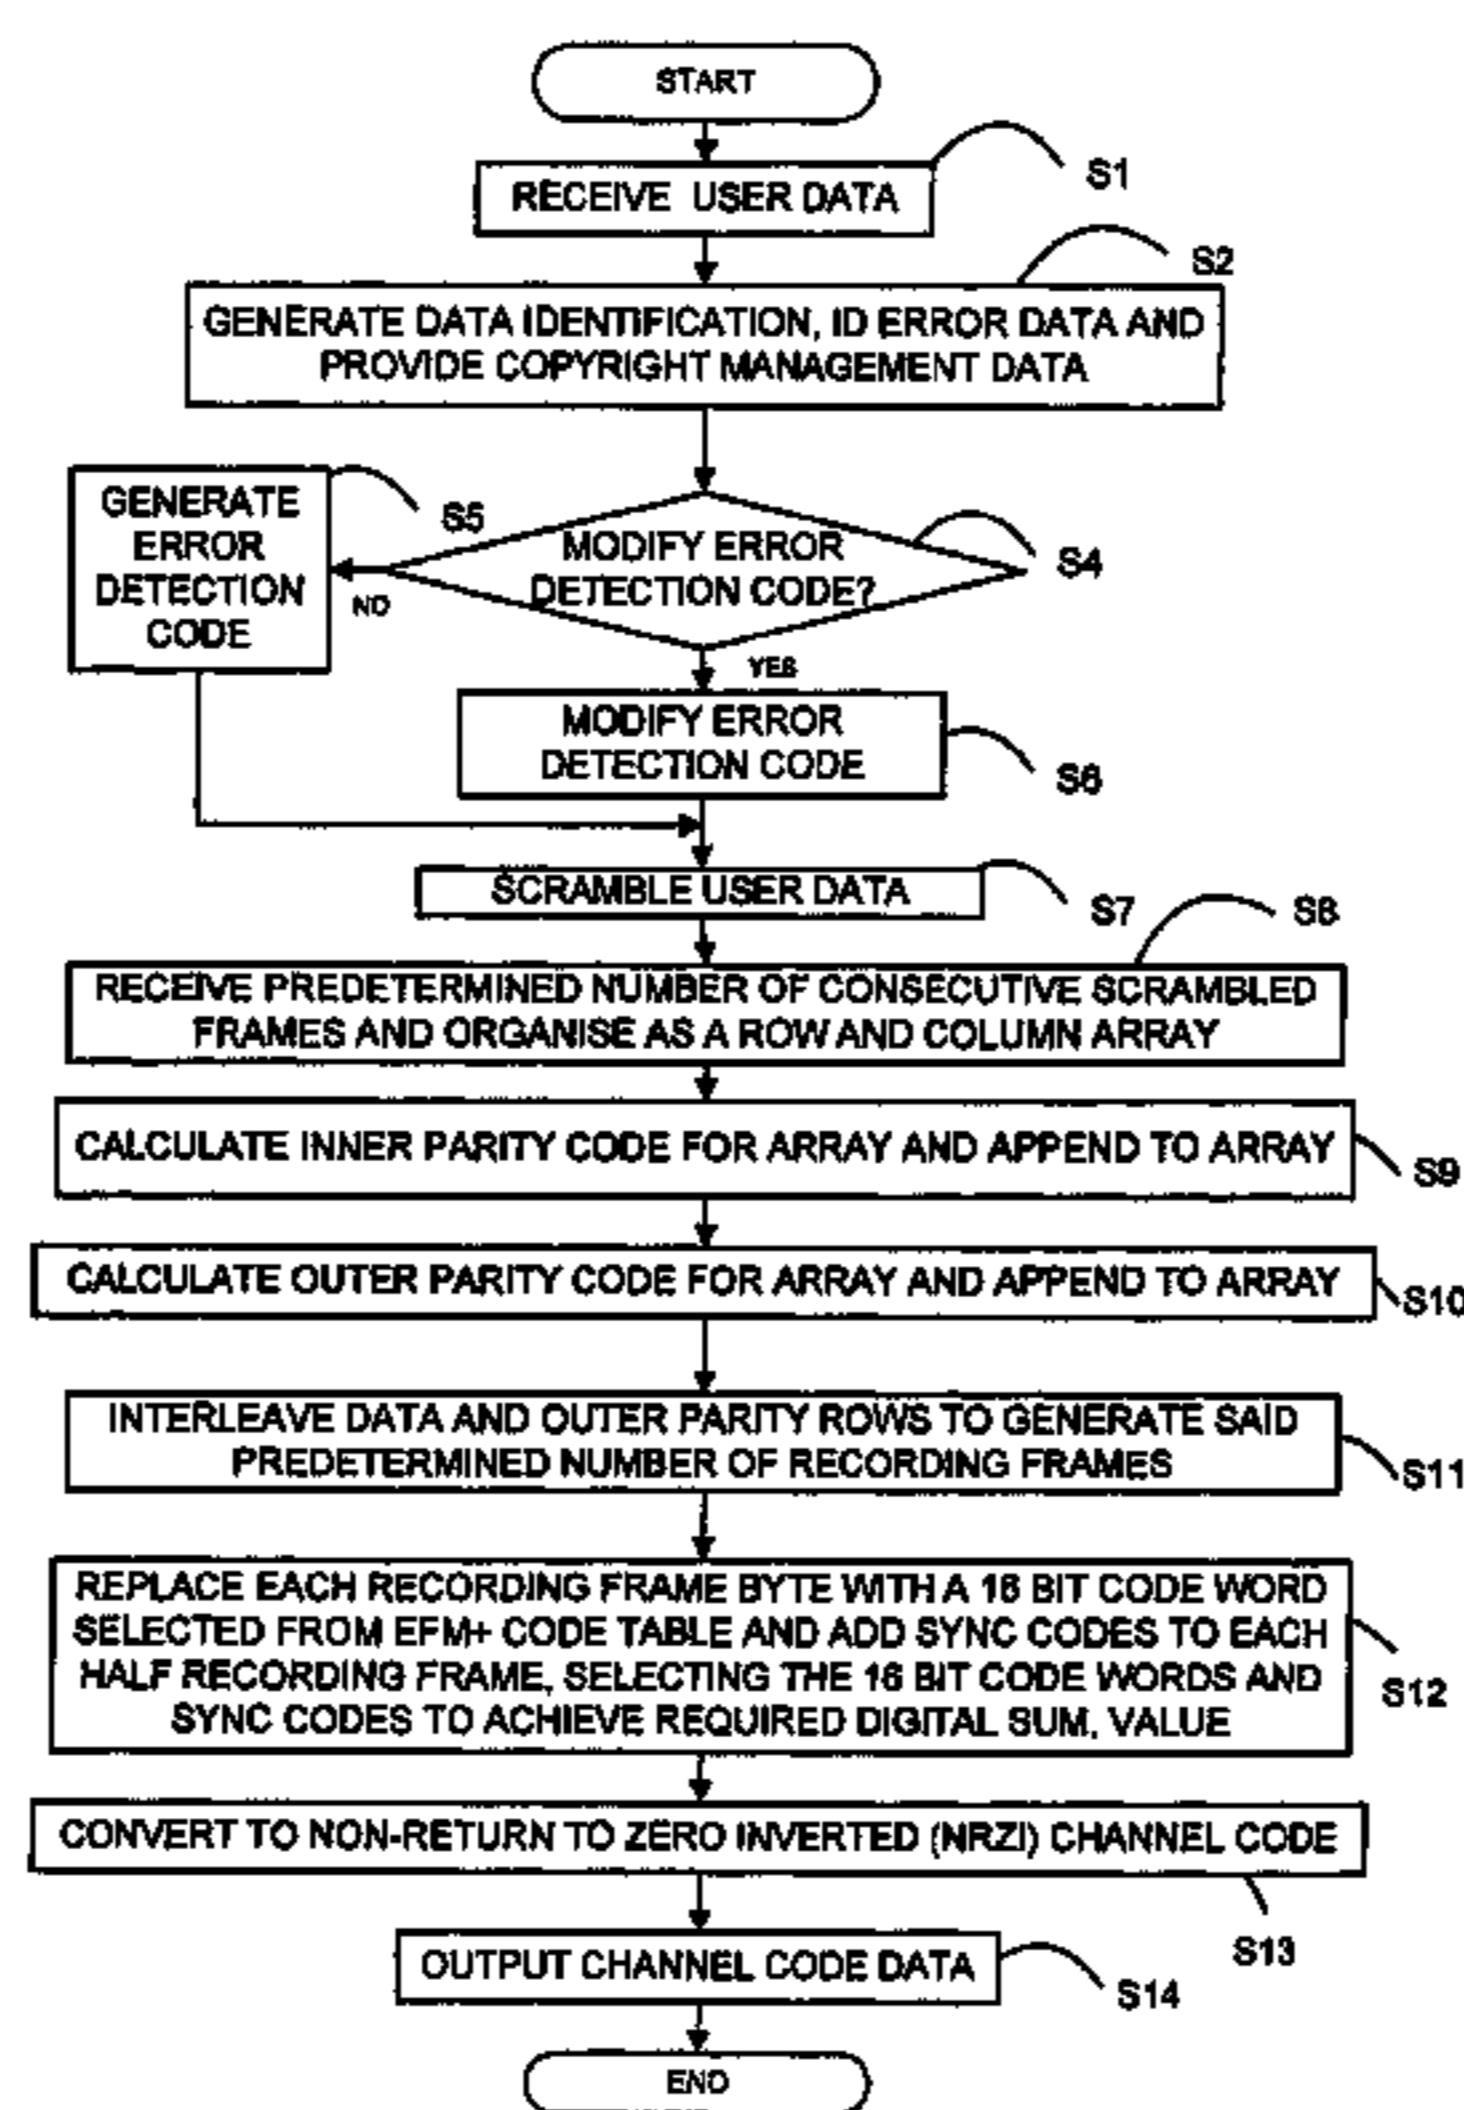 START
S1
RECEIVE USER DATA
S2
GENERATE DATA IDENTIFICATION, ID ERROR DATA AND
PROVIDE COPYRIGHT MANAGEMENT DATA
GENERATE
ERROR
DETECTION
CODE
S5
MODIFY ERROR
DETECTION CODE?
S4
NO
YES
MODIFY ERROR
DETECTION CODE
S6
SCRAMBLE USER DATA
S7
S8
RECEIVE PREDETERMINED NUMBER OF CONSECUTIVE SCRAMBLED
FRAMES AND ORGANISE AS A ROW AND COLUMN ARRAY
CALCULATE INNER PARITY CODE FOR ARRAY AND APPEND TO ARRAY
S9
CALCULATE OUTER PARITY CODE FOR ARRAY AND APPEND TO ARRAY
S10
INTERLEAVE DATA AND OUTER PARITY ROWS TO GENERATE SAID
PREDETERMINED NUMBER OF RECORDING FRAMES
S11
REPLACE EACH RECORDING FRAME BYTE WITH A 16 BIT CODE WORD
SELECTED FROM EFM+ CODE TABLE AND ADD SYNC CODES TO EACH
HALF RECORDING FRAME, SELECTING THE 16 BIT CODE WORDS AND
SYNC CODES TO ACHIEVE REQUIRED DIGITAL SUM, VALUE
S12
CONVERT TO NON-RETURN TO ZERO INVERTED (NRZI) CHANNEL CODE
S13
OUTPUT CHANNEL CODE DATA
S14
END